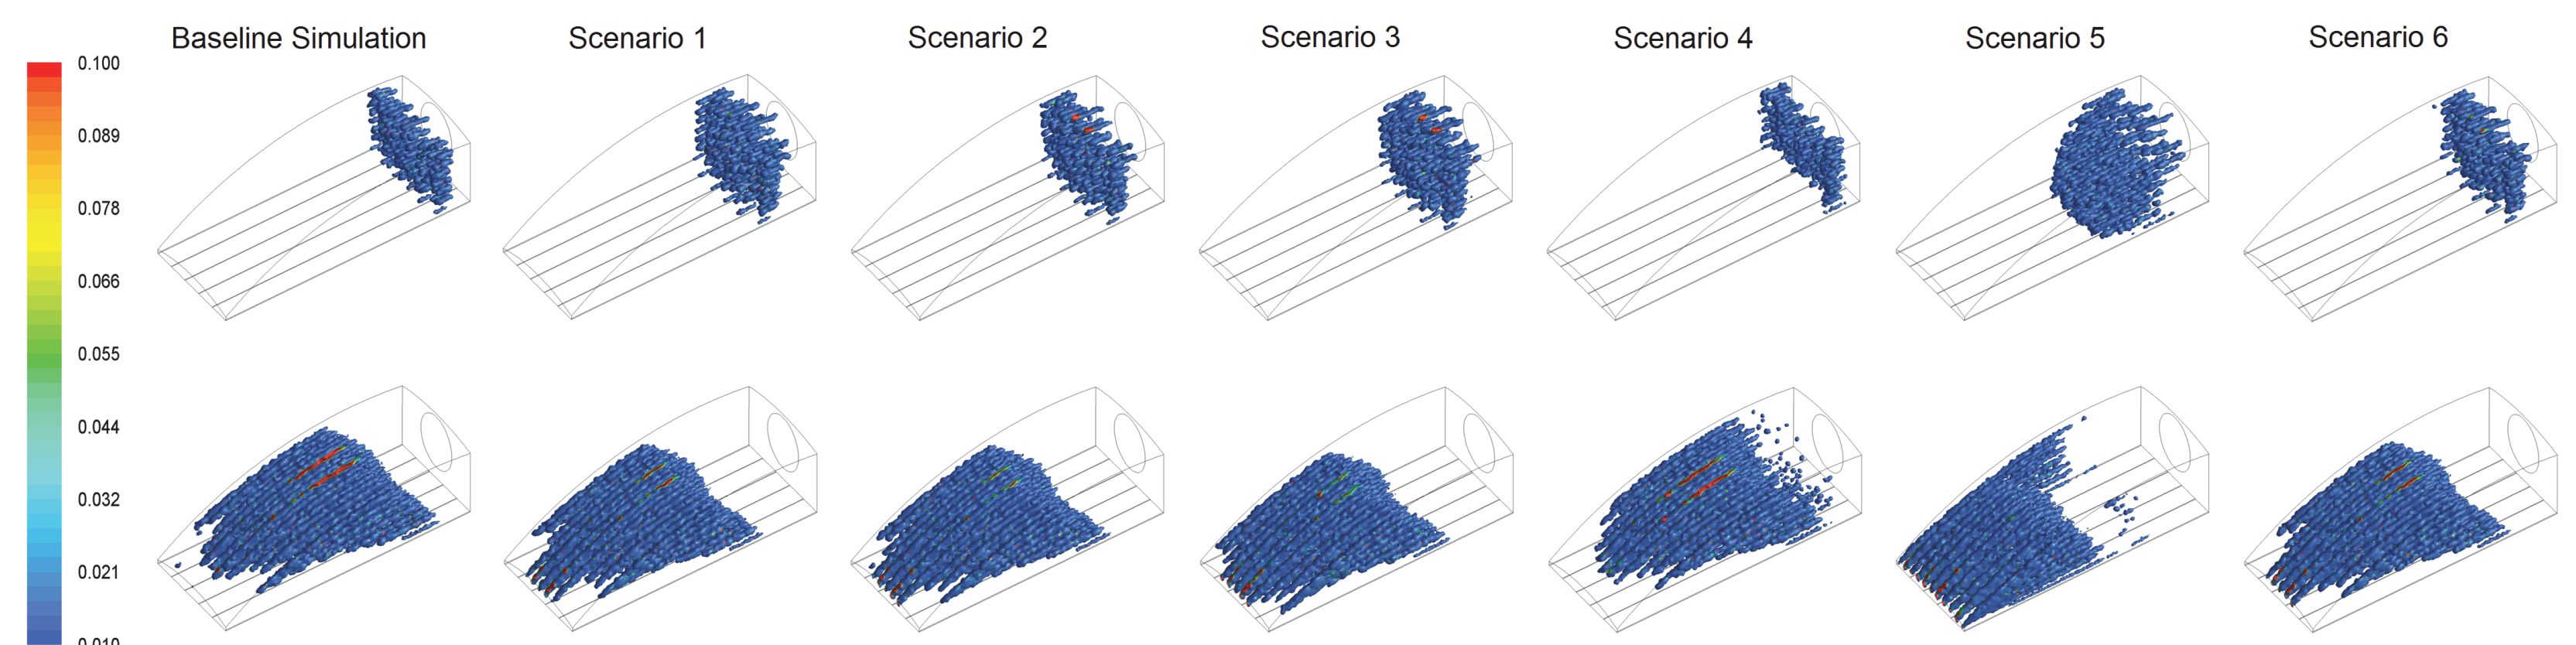 Baseline Simulation
Scenario 1
Scenario 2
Scenario 3
Scenario 4
Scenario 5
Scenario 6
0.100
0.089
0.078
0.066
0.055
0.044
0.032
0.021